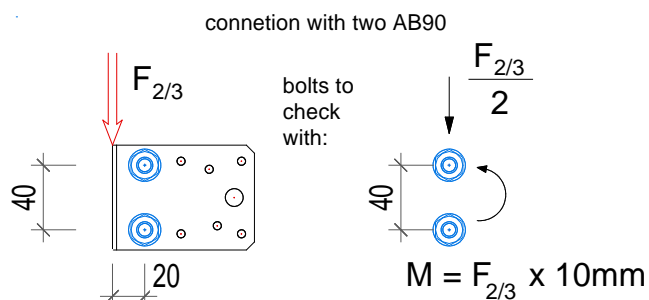 connetion with two AB90
F2/3
bolts to
check
with:
F2/3
2
40
40
20
M = F2/3 x 10mm